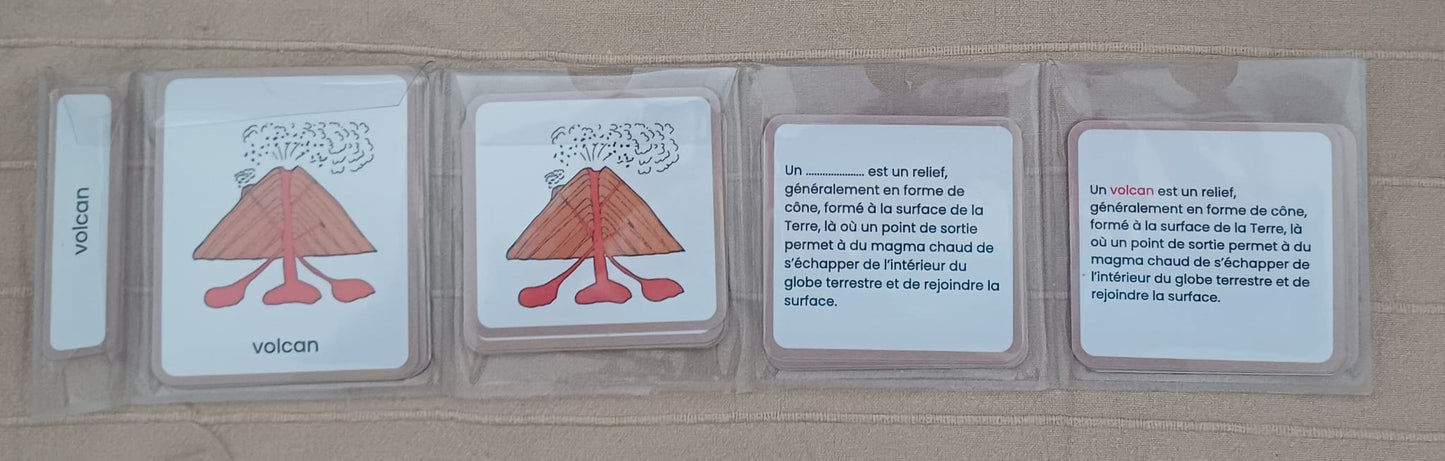 volcan
volcan
Un ..................... est un relief,
généralement en forme de
cône, formé à la surface de la
Terre, là où un point de sortie
permet à du magma chaud de
s'échapper de l'intérieur du
globe terrestre et de rejoindre la
surface.
Un volcan est un relief,
généralement en forme de cône,
formé à la surface de la Terre, là
où un point de sortie permet à du
magma chaud de s'échapper de
l'intérieur du globe terrestre et de
rejoindre la surface.